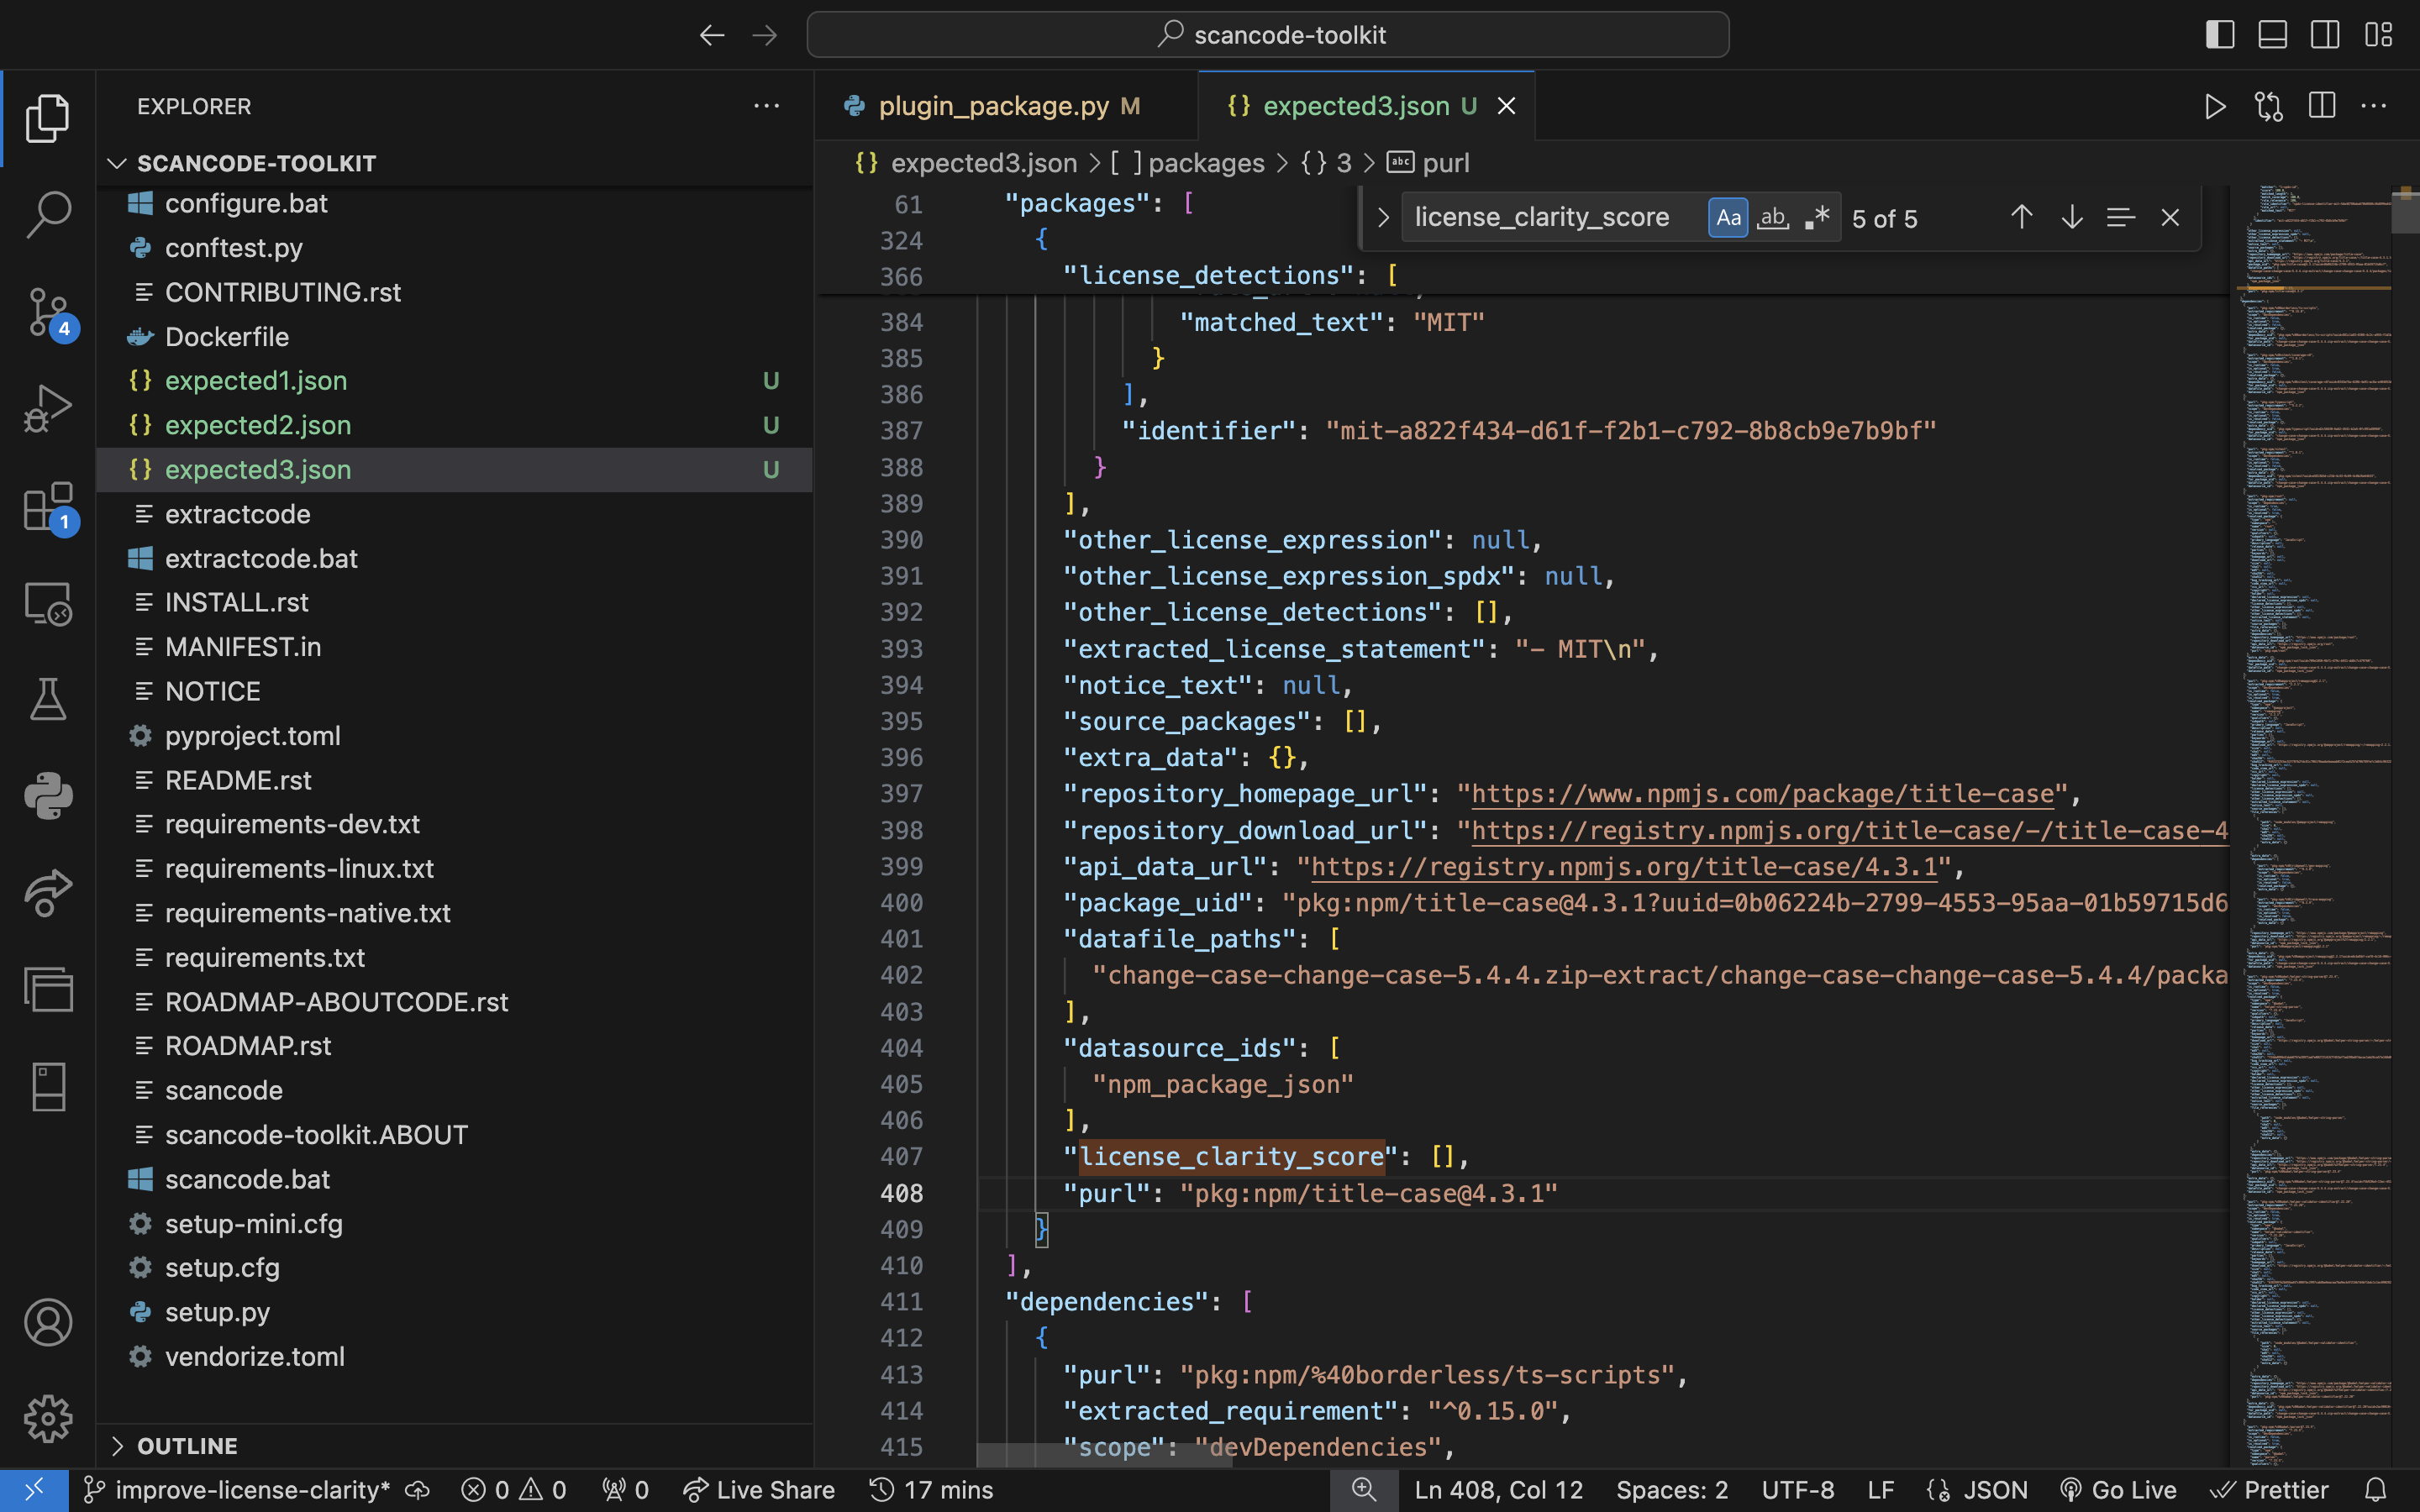 scancode-toolkit
EXPLORER
SCANCODE-TOOLKIT
configure.bat
conftest.py
CONTRIBUTING.rst
Dockerfile
expected1.json U
expected2.json U
expected3.json U
extractcode
extractcode.bat
INSTALL.rst
MANIFEST.in
NOTICE
pyproject.toml
README.rst
requirements-dev.txt
requirements-linux.txt
requirements-native.txt
requirements.txt
ROADMAP-ABOUTCODE.rst
ROADMAP.rst
scancode
scancode-toolkit.ABOUT
scancode.bat
setup-mini.cfg
setup.cfg
setup.py
vendorize.toml
OUTLINE
4
1
plugin_package.py M
{} expected3.json U
{} expected3.json > [ ] packages > {} 3 > abc purl
license_clarity_score Aa ab .* 5 of 5
61 "packages": [
324 {
366 "license_detections": [
384 "matched_text": "MIT"
385 }
386 ],
387 "identifier": "mit-a822f434-d61f-f2b1-c792-8b8cb9e7b9bf"
388 }
389 ],
390 "other_license_expression": null,
391 "other_license_expression_spdx": null,
392 "other_license_detections": [],
393 "extracted_license_statement": "- MIT\n",
394 "notice_text": null,
395 "source_packages": [],
396 "extra_data": {},
397 "repository_homepage_url": "https://www.npmjs.com/package/title-case",
398 "repository_download_url": "https://registry.npmjs.org/title-case/-/title-case-4
399 "api_data_url": "https://registry.npmjs.org/title-case/4.3.1",
400 "package_uid": "pkg:npm/title-case@4.3.1?uuid=0b06224b-2799-4553-95aa-01b59715d6
401 "datafile_paths": [
402 "change-case-change-case-5.4.4.zip-extract/change-case-change-case-5.4.4/packa
403 ],
404 "datasource_ids": [
405 "npm_package_json"
406 ],
407 "license_clarity_score": [],
408 "purl": "pkg:npm/title-case@4.3.1"
409 }
410 ],
411 "dependencies": [
412 {
413 "purl": "pkg:npm/%40borderless/ts-scripts",
414 "extracted_requirement": "^0.15.0",
415 "scope": "devDependencies",
improve-license-clarity* 0 0 0 Live Share 17 mins Ln 408, Col 12 Spaces: 2 UTF-8 LF JSON Go Live Prettier